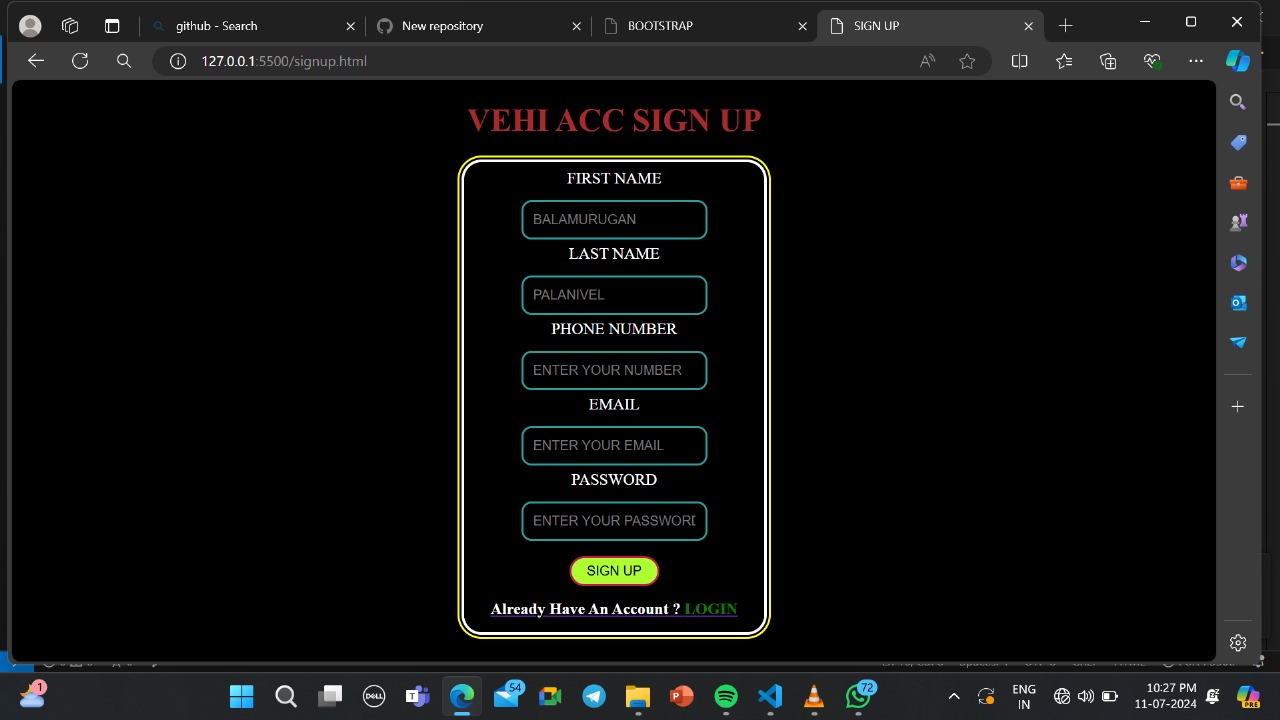 github - Search
New repository
BOOTSTRAP
SIGN UP
127.0.0.1:5500/signup.html
VEHI ACC SIGN UP
FIRST NAME
BALAMURUGAN
LAST NAME
PALANIVEL
PHONE NUMBER
ENTER YOUR NUMBER
EMAIL
ENTER YOUR EMAIL
PASSWORD
ENTER YOUR PASSWORD
SIGN UP
Already Have An Account ? LOGIN
1
DELL
54
72
ENG
IN
10:27 PM
11-07-2024
PRE